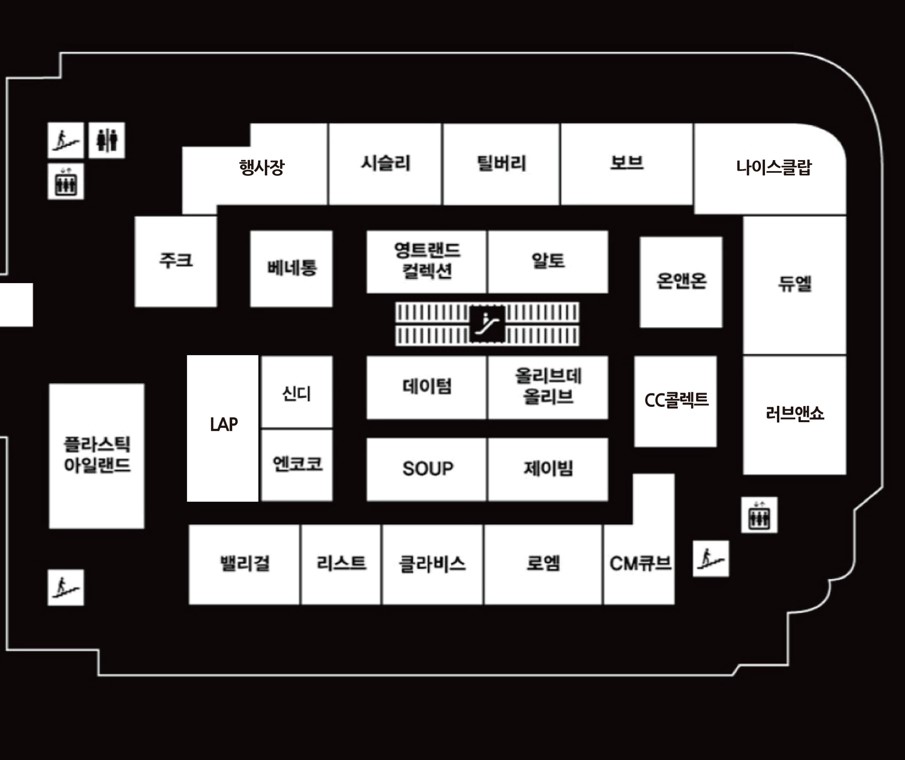 행사장
시슬리
틸버리
보브
나이스클랍
주크
베네통
영트랜드
컬렉션
알토
온앤온
듀엘
LAP
신디
엔코코
데이텀
올리브데
올리브
CC콜렉트
러브앤쇼
플라스틱
아일랜드
SOUP
제이빔
밸리걸
리스트
클라비스
로엠
CM큐브